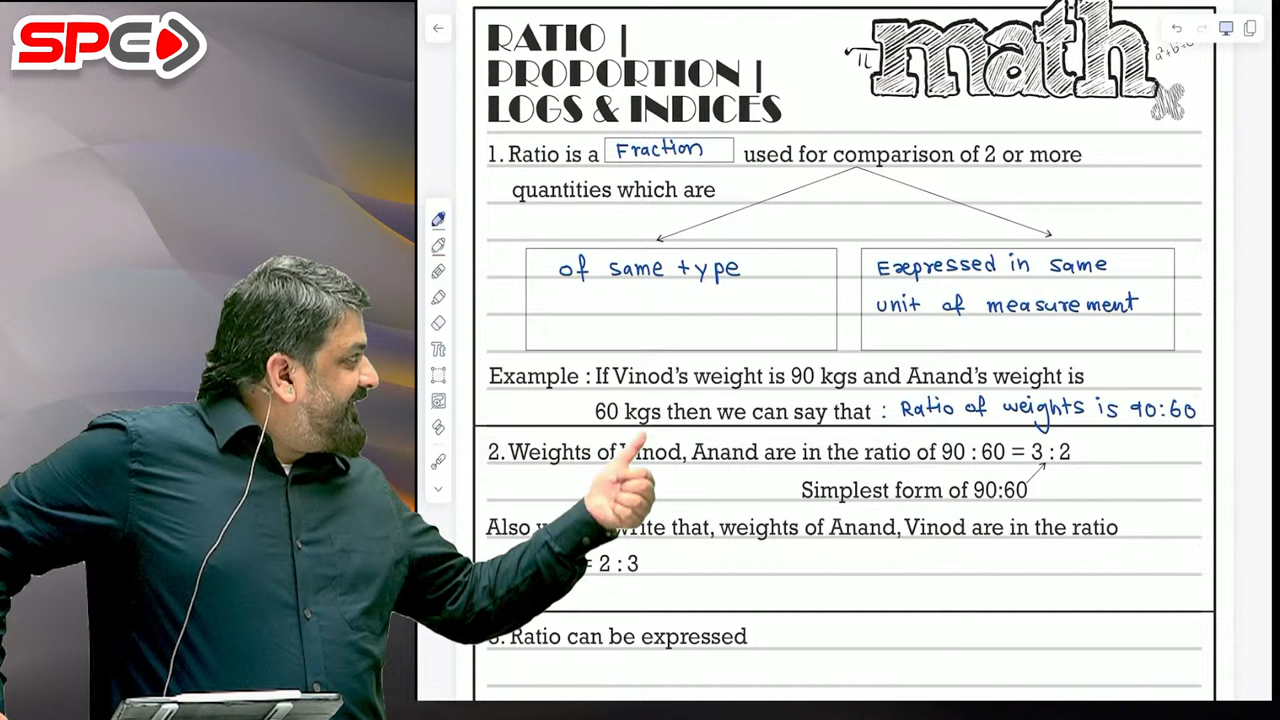 SPE
RATIO |
PROPORTION |
LOGS & INDICES
math
π
1. Ratio is a Fraction used for comparison of 2 or more
quantities which are
of same type
Expressed in same
unit of measurement
Example : If Vinod's weight is 90 kgs and Anand's weight is
60 kgs then we can say that : Ratio of weights is 90:60
2. Weights of Vinod, Anand are in the ratio of 90 : 60 = 3 : 2
Simplest form of 90:60
Also write that, weights of Anand, Vinod are in the ratio
= 2 : 3
3. Ratio can be expressed